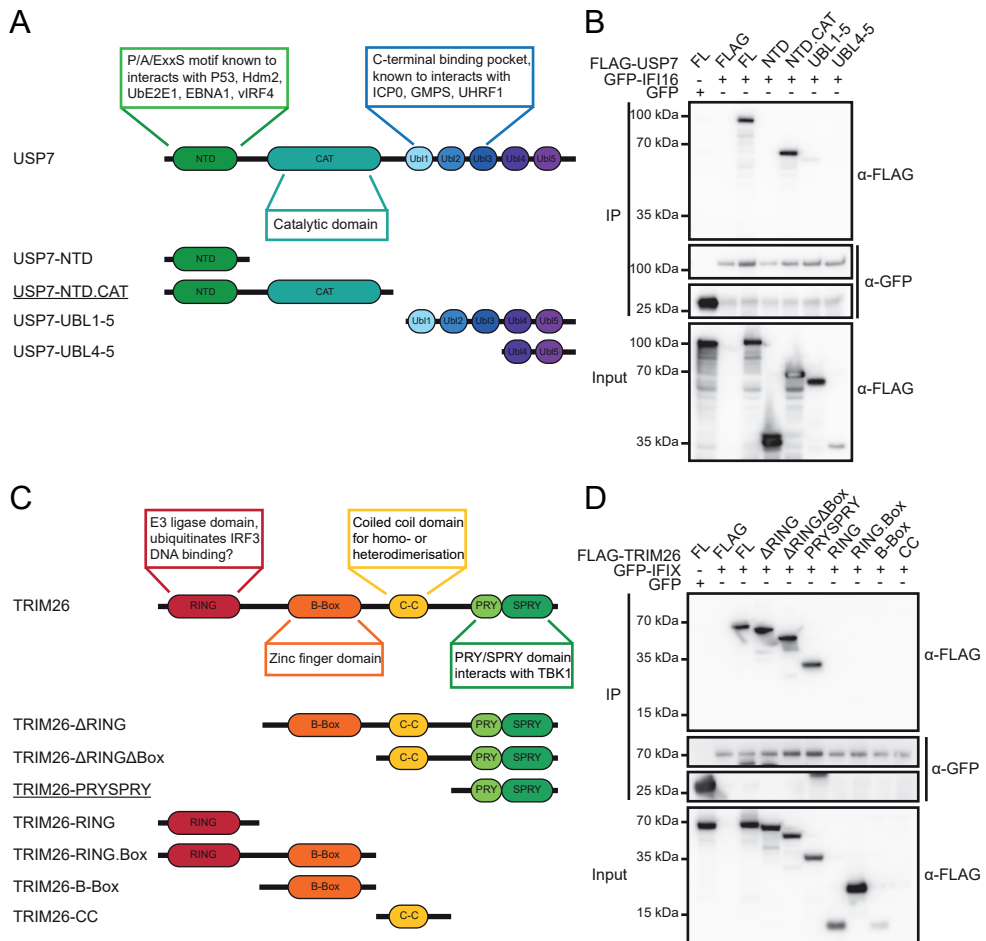 A
P/A/ExxS motif known to
interacts with P53, Hdm2,
UbE2E1, EBNA1, vIRF4
C-terminal binding pocket,
known to interacts with
ICP0, GMPS, UHRF1
USP7
NTD CAT Ubl1 Ubl2 Ubl3 Ubl4 Ubl5
Catalytic domain
USP7-NTD NTD
USP7-NTD.CAT NTD CAT
USP7-UBL1-5 Ubl1 Ubl2 Ubl3 Ubl4 Ubl5
USP7-UBL4-5 Ubl4 Ubl5
B
FLAG-USP7 FL FLAG FL NTD NTD.CAT UBL1-5 UBL4-5
GFP-IFI16 + + + + + +
GFP +
100 kDa
70 kDa
35 kDa
α-FLAG
IP
100 kDa
25 kDa
α-GFP
100 kDa
70 kDa
35 kDa
Input
α-FLAG
C
E3 ligase domain,
ubiquitinates IRF3
DNA binding?
Coiled coil domain
for homo- or
heterodimerisation
TRIM26
RING B-Box C-C PRY SPRY
Zinc finger domain
PRY/SPRY domain
interacts with TBK1
TRIM26-ΔRING B-Box C-C PRY SPRY
TRIM26-ΔRINGΔBox C-C PRY SPRY
TRIM26-PRYSPRY PRY SPRY
TRIM26-RING RING
TRIM26-RING.Box RING B-Box
TRIM26-B-Box B-Box
TRIM26-CC C-C
D
FLAG-TRIM26 FL FLAG FL ΔRING ΔRINGΔBox PRYSPRY RING RING.Box B-Box CC
GFP-IFIX + + + + + + + + +
GFP +
70 kDa
35 kDa
15 kDa
α-FLAG
IP
70 kDa
25 kDa
α-GFP
70 kDa
35 kDa
15 kDa
Input
α-FLAG